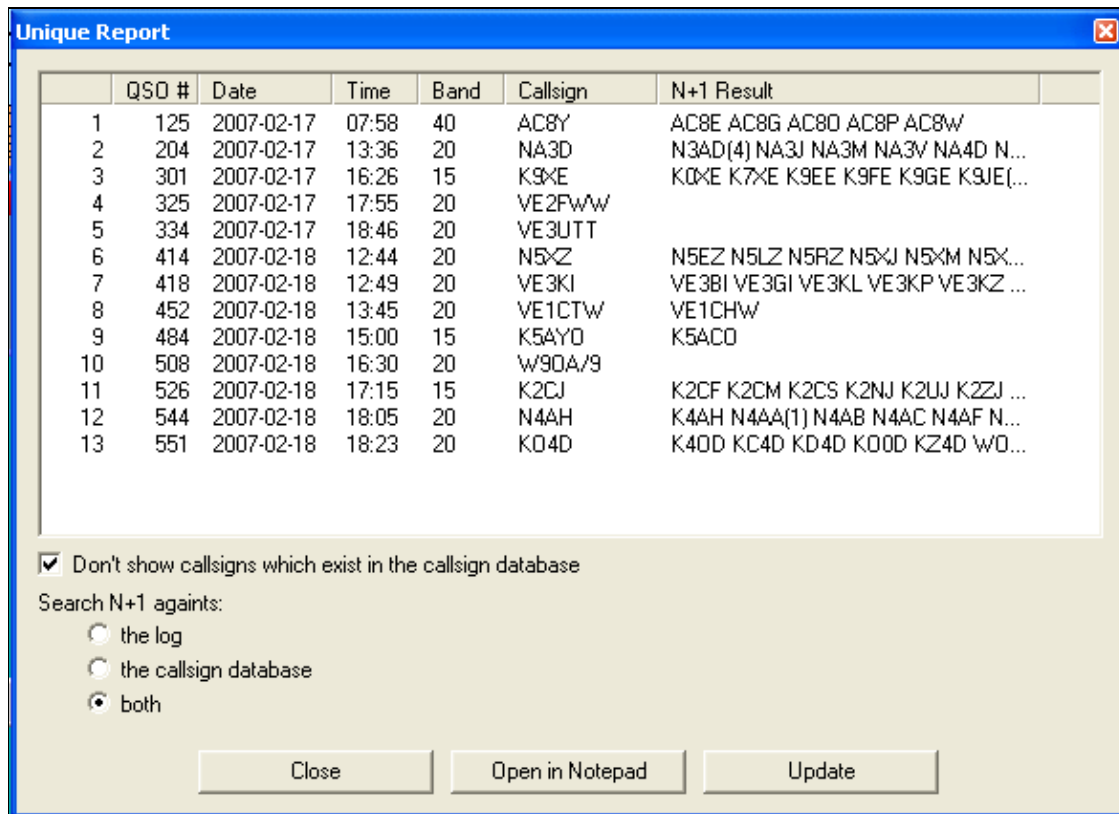 Unique Report
QSO # Date Time Band Callsign N+1 Result
1 125 2007-02-17 07:58 40 AC8Y AC8E AC8G AC8O AC8P AC8W
2 204 2007-02-17 13:36 20 NA3D N3AD(4) NA3J NA3M NA3V NA4D N...
3 301 2007-02-17 16:26 15 K9XE K0XE K7XE K9EE K9FE K9GE K9JE(...
4 325 2007-02-17 17:55 20 VE2FWW
5 334 2007-02-17 18:46 20 VE3UTT
6 414 2007-02-18 12:44 20 N5XZ N5EZ N5LZ N5RZ N5XJ N5XM N5X...
7 418 2007-02-18 12:49 20 VE3KI VE3BI VE3GI VE3KL VE3KP VE3KZ ...
8 452 2007-02-18 13:45 20 VE1CTW VE1CHW
9 484 2007-02-18 15:00 15 K5AYO K5ACO
10 508 2007-02-18 16:30 20 W9OA/9
11 526 2007-02-18 17:15 15 K2CJ K2CF K2CM K2CS K2NJ K2UJ K2ZJ ...
12 544 2007-02-18 18:05 20 N4AH K4AH N4AA(1) N4AB N4AC N4AF N...
13 551 2007-02-18 18:23 20 KO4D K4OD KC4D KD4D KO0D KZ4D WO...
Don't show callsigns which exist in the callsign database
Search N+1 againts:
the log
the callsign database
both
Close Open in Notepad Update